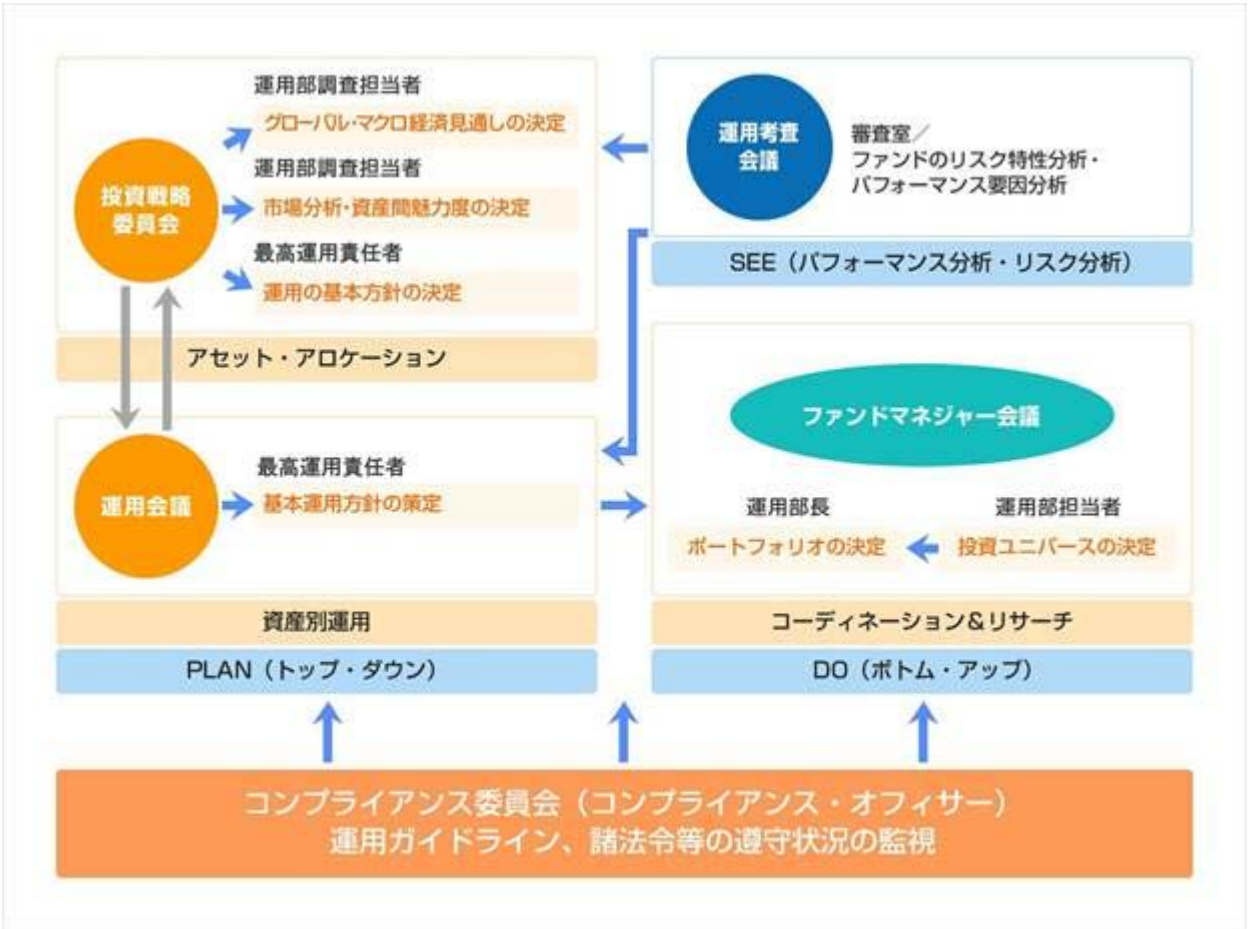 運用部調査担当者
グローバル・マクロ経済見通しの決定
投資戦略
委員会
運用部調査担当者
市場分析・資産間魅力度の決定
最高運用責任者
運用の基本方針の決定
アセット・アロケーション
運用考査
会議
審査室／
ファンドのリスク特性分析・
パフォーマンス要因分析
SEE（パフォーマンス分析・リスク分析）
運用会議
最高運用責任者
基本運用方針の策定
資産別運用
PLAN（トップ・ダウン）
ファンドマネジャー会議
運用部長
ポートフォリオの決定
運用部担当者
投資ユニバースの決定
コーディネーション＆リサーチ
DO（ボトム・アップ）
コンプライアンス委員会（コンプライアンス・オフィサー）
運用ガイドライン、諸法令等の遵守状況の監視